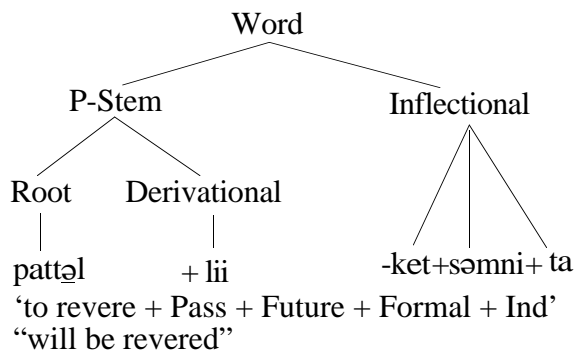 Word
P-Stem Inflectional
Root Derivational
pattə̲l + lii -ket+səmni+ ta
‘to revere + Pass + Future + Formal + Ind’
“will be revered”